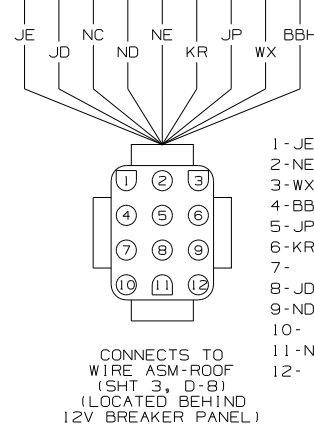 JE NC NE JP BBH
JD ND KR WX
1-JE
2-NE
3-WX
4-BB
5-JP
6-KR
7-
8-JD
9-ND
10-
11-N
12-
1 2 3
4 5 6
7 8 9
10 11 12
CONNECTS TO
WIRE ASM-ROOF
(SHT 3, D-8)
(LOCATED BEHIND
12V BREAKER PANEL)